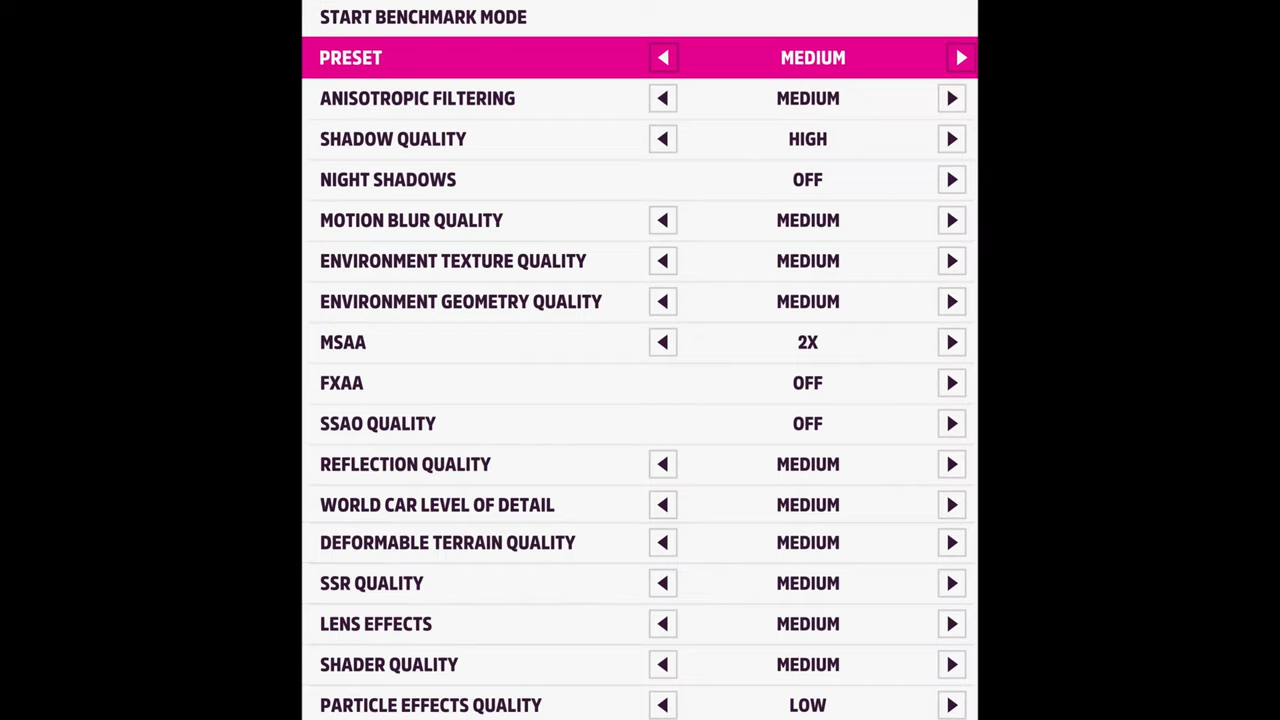 START BENCHMARK MODE
PRESET MEDIUM
ANISOTROPIC FILTERING MEDIUM
SHADOW QUALITY HIGH
NIGHT SHADOWS OFF
MOTION BLUR QUALITY MEDIUM
ENVIRONMENT TEXTURE QUALITY MEDIUM
ENVIRONMENT GEOMETRY QUALITY MEDIUM
MSAA 2X
FXAA OFF
SSAO QUALITY OFF
REFLECTION QUALITY MEDIUM
WORLD CAR LEVEL OF DETAIL MEDIUM
DEFORMABLE TERRAIN QUALITY MEDIUM
SSR QUALITY MEDIUM
LENS EFFECTS MEDIUM
SHADER QUALITY MEDIUM
PARTICLE EFFECTS QUALITY LOW